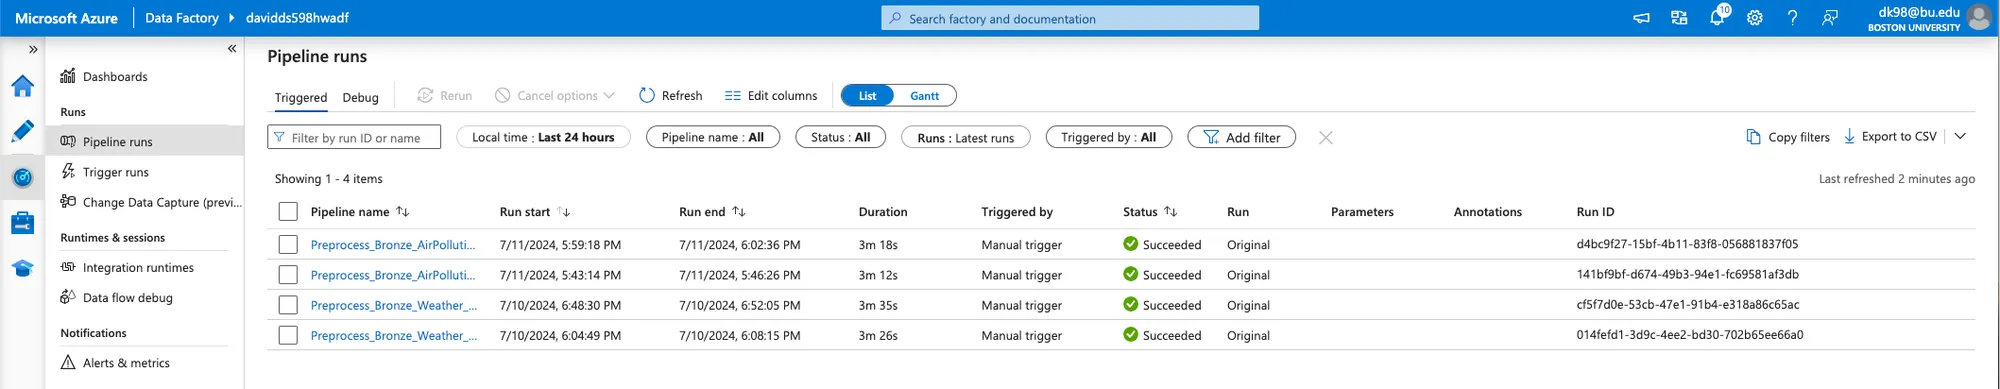 Microsoft Azure Data Factory davidds598hwadf Search factory and documentation 10 dk98@bu.edu
BOSTON UNIVERSITY
» «
Dashboards
Runs
Pipeline runs
Trigger runs
Change Data Capture (previ...
Runtimes & sessions
Integration runtimes
Data flow debug
Notifications
Alerts & metrics
Pipeline runs
Triggered Debug Rerun Cancel options Refresh Edit columns List Gantt
Filter by run ID or name Local time : Last 24 hours Pipeline name : All Status : All Runs : Latest runs Triggered by : All Add filter Copy filters Export to CSV
Showing 1 - 4 items Last refreshed 2 minutes ago
Pipeline name Run start Run end Duration Triggered by Status Run Parameters Annotations Run ID
Preprocess_Bronze_AirPolluti... 7/11/2024, 5:59:18 PM 7/11/2024, 6:02:36 PM 3m 18s Manual trigger Succeeded Original d4bc9f27-15bf-4b11-83f8-056881837f05
Preprocess_Bronze_AirPolluti... 7/11/2024, 5:43:14 PM 7/11/2024, 5:46:26 PM 3m 12s Manual trigger Succeeded Original 141bf9bf-d674-49b3-94e1-fc69581af3db
Preprocess_Bronze_Weather_... 7/10/2024, 6:48:30 PM 7/10/2024, 6:52:05 PM 3m 35s Manual trigger Succeeded Original cf5f7d0e-53cb-47e1-91b4-e318a86c65ac
Preprocess_Bronze_Weather_... 7/10/2024, 6:04:49 PM 7/10/2024, 6:08:15 PM 3m 26s Manual trigger Succeeded Original 014fefd1-3d9c-4ee2-bd30-702b65ee66a0